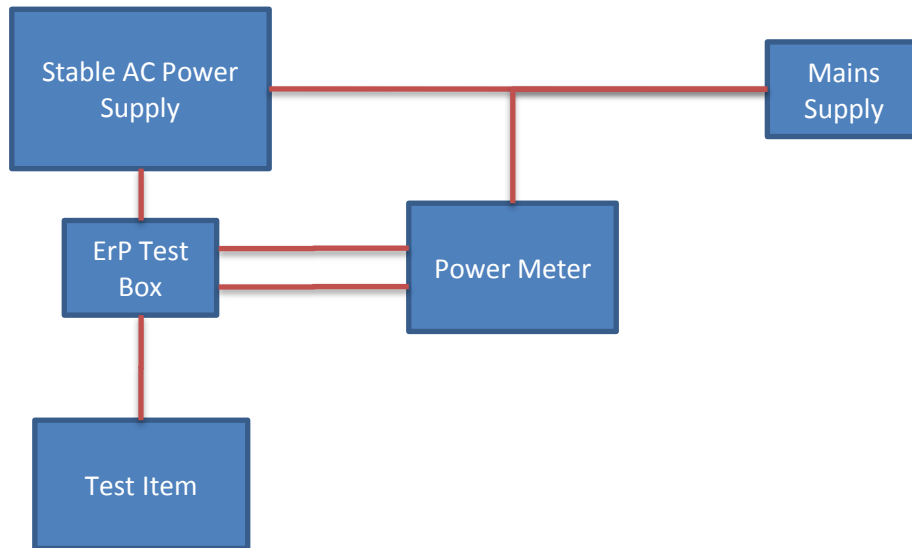 Stable AC Power
Supply
Mains
Supply
ErP Test
Box
Power Meter
Test Item